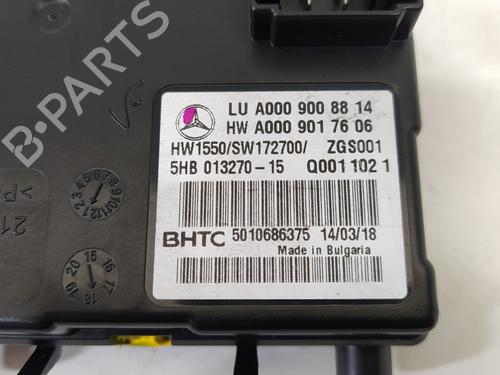 LU A000 900 88 14
HW A000 901 76 06
HW1550/SW172700/ ZGS001
5HB 013270-15 Q001 102 1
BHTC 5010686375 14/03/18
Made in Bulgaria